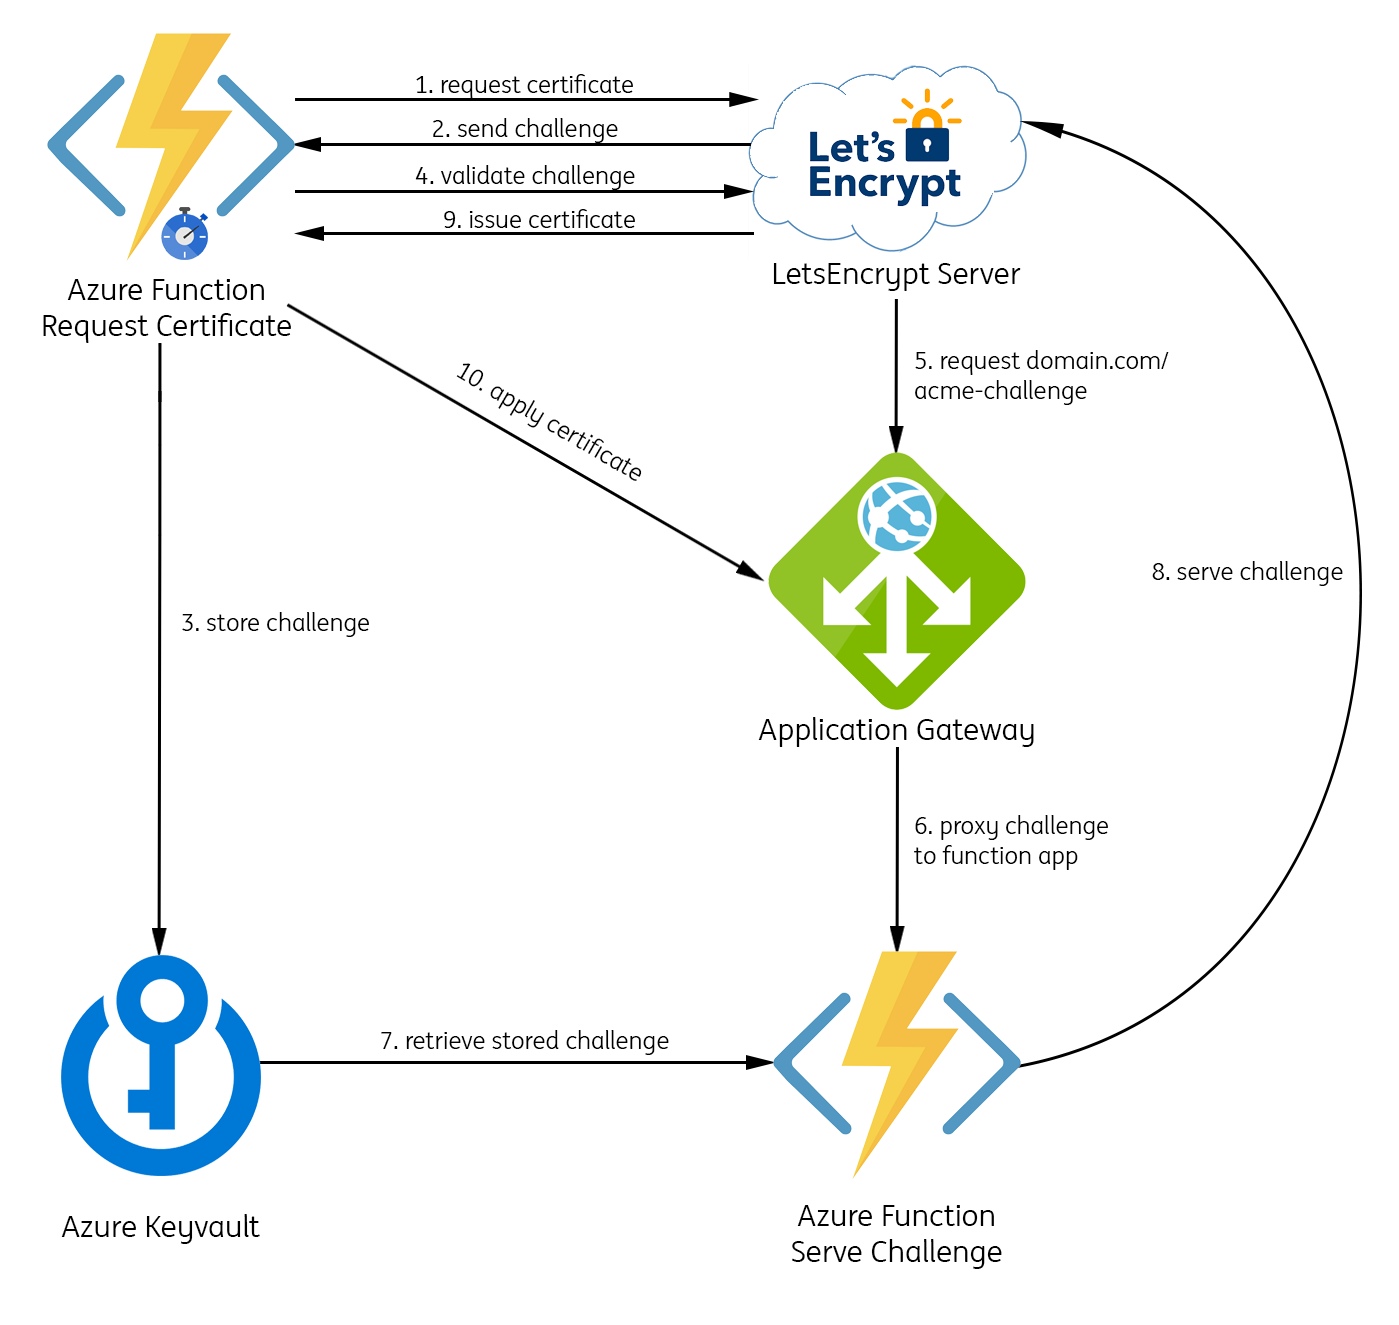 1. request certificate
2. send challenge
4. validate challenge
9. issue certificate
Let's
Encrypt
LetsEncrypt Server
Azure Function
Request Certificate
10. apply certificate
5. request domain.com/
acme-challenge
8. serve challenge
3. store challenge
Application Gateway
6. proxy challenge
to function app
7. retrieve stored challenge
Azure Keyvault
Azure Function
Serve Challenge